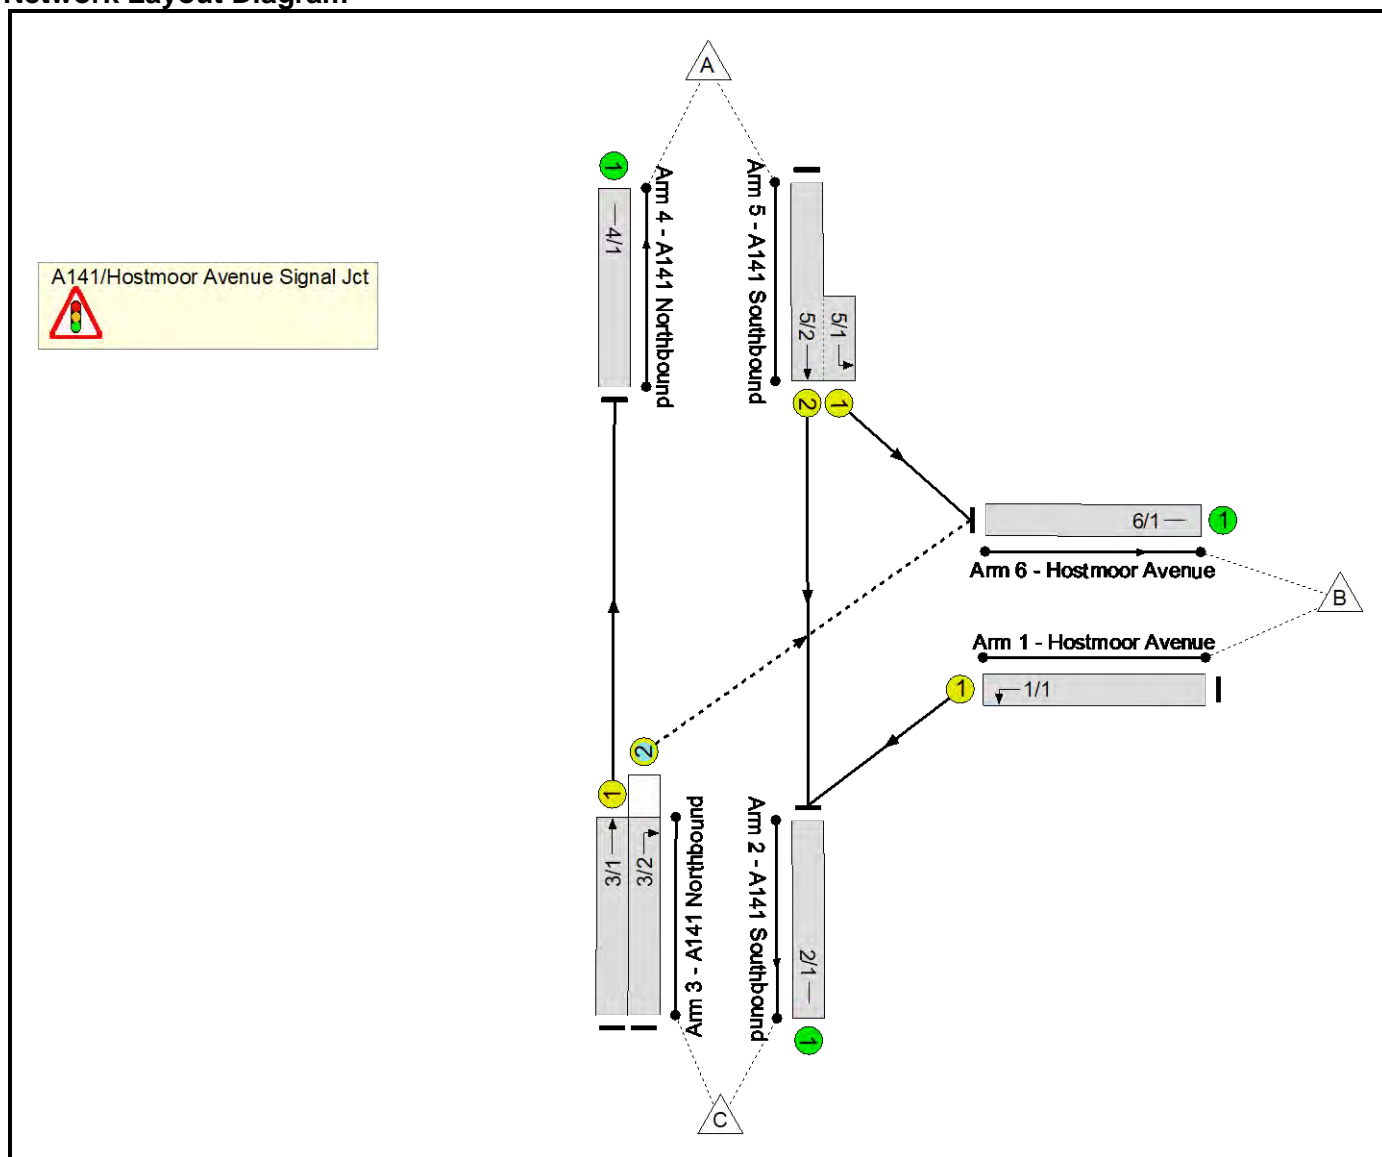 Network Layout Diagram
A
1
Arm 4 - A141 Northbound
4/1
Arm 5 - A141 Southbound
5/2
5/1
A141/Hostmoor Avenue Signal Jct
2
1
6/1
1
Arm 6 - Hostmoor Avenue
B
Arm 1 - Hostmoor Avenue
1
1/1
2
1
3/1
3/2
Arm 3 - A141 Northbound
Arm 2 - A141 Southbound
2/1
1
C